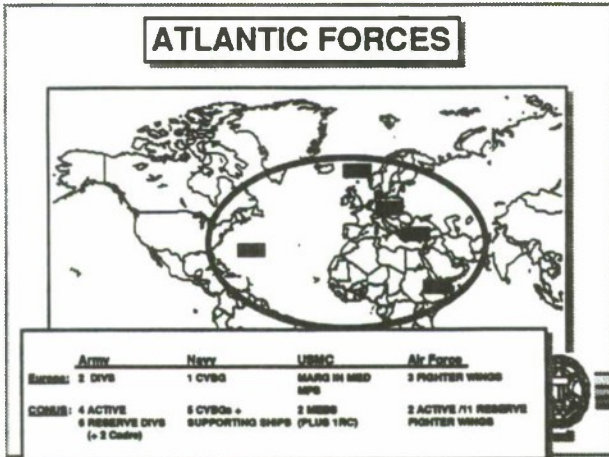 ATLANTIC FORCES
Army Navy USMC Air Force
Europe: 2 DIVS 1 CVBG MARG IN MED 3 FIGHTER WINGS
MPS
CONUS: 4 ACTIVE 5 CVBGs + 2 MEBS 2 ACTIVE /11 RESERVE
6 RESERVE DIVS SUPPORTING SHIPS (PLUS 1RC) FIGHTER WINGS
(+ 2 Cadre)